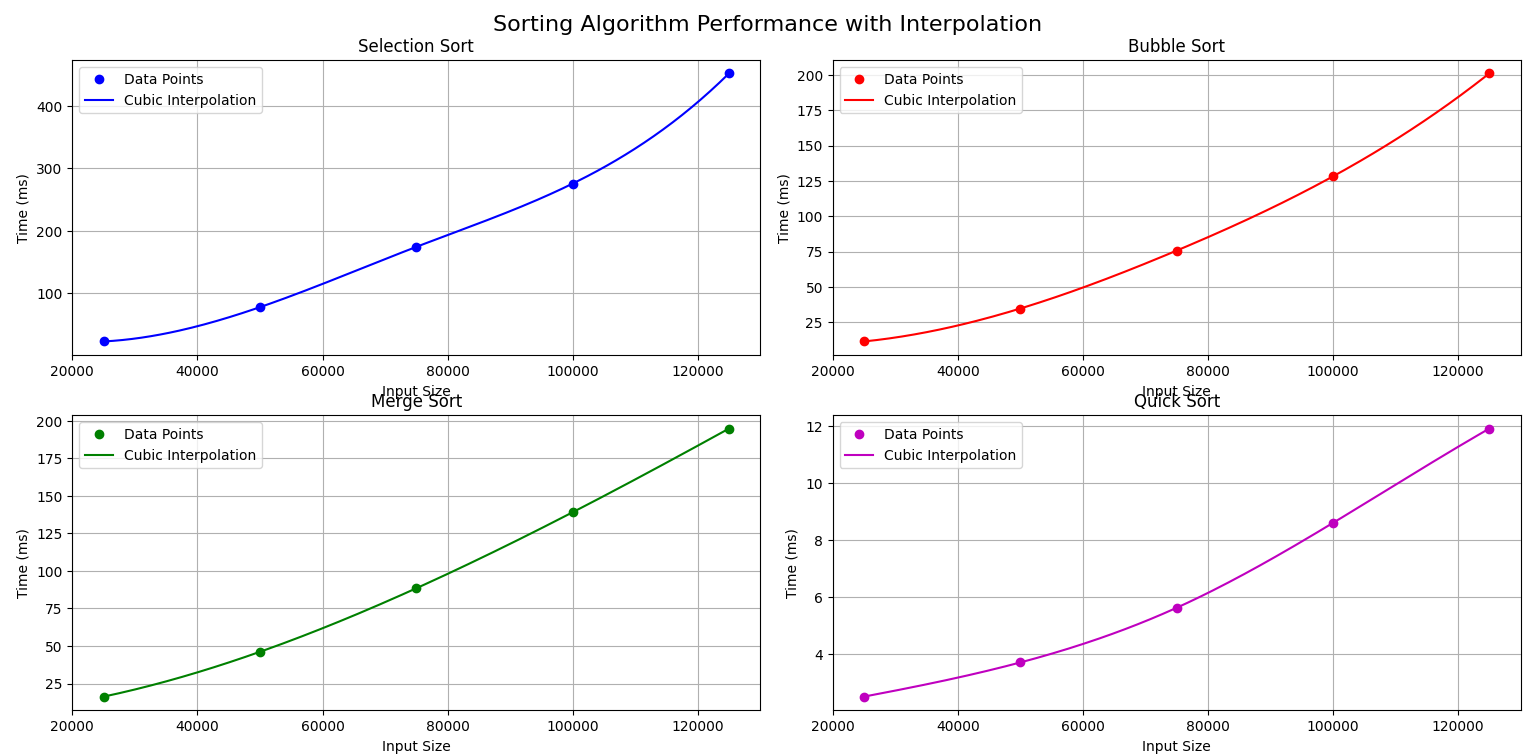 Sorting Algorithm Performance with Interpolation
Selection Sort
Data Points
Cubic Interpolation
Time (ms)
400
300
200
100
20000 40000 60000 80000 100000 120000
Input Size
Bubble Sort
Data Points
Cubic Interpolation
Time (ms)
200
175
150
125
100
75
50
25
20000 40000 60000 80000 100000 120000
Input Size
Merge Sort
Data Points
Cubic Interpolation
Time (ms)
200
175
150
125
100
75
50
25
20000 40000 60000 80000 100000 120000
Input Size
Quick Sort
Data Points
Cubic Interpolation
Time (ms)
12
10
8
6
4
20000 40000 60000 80000 100000 120000
Input Size